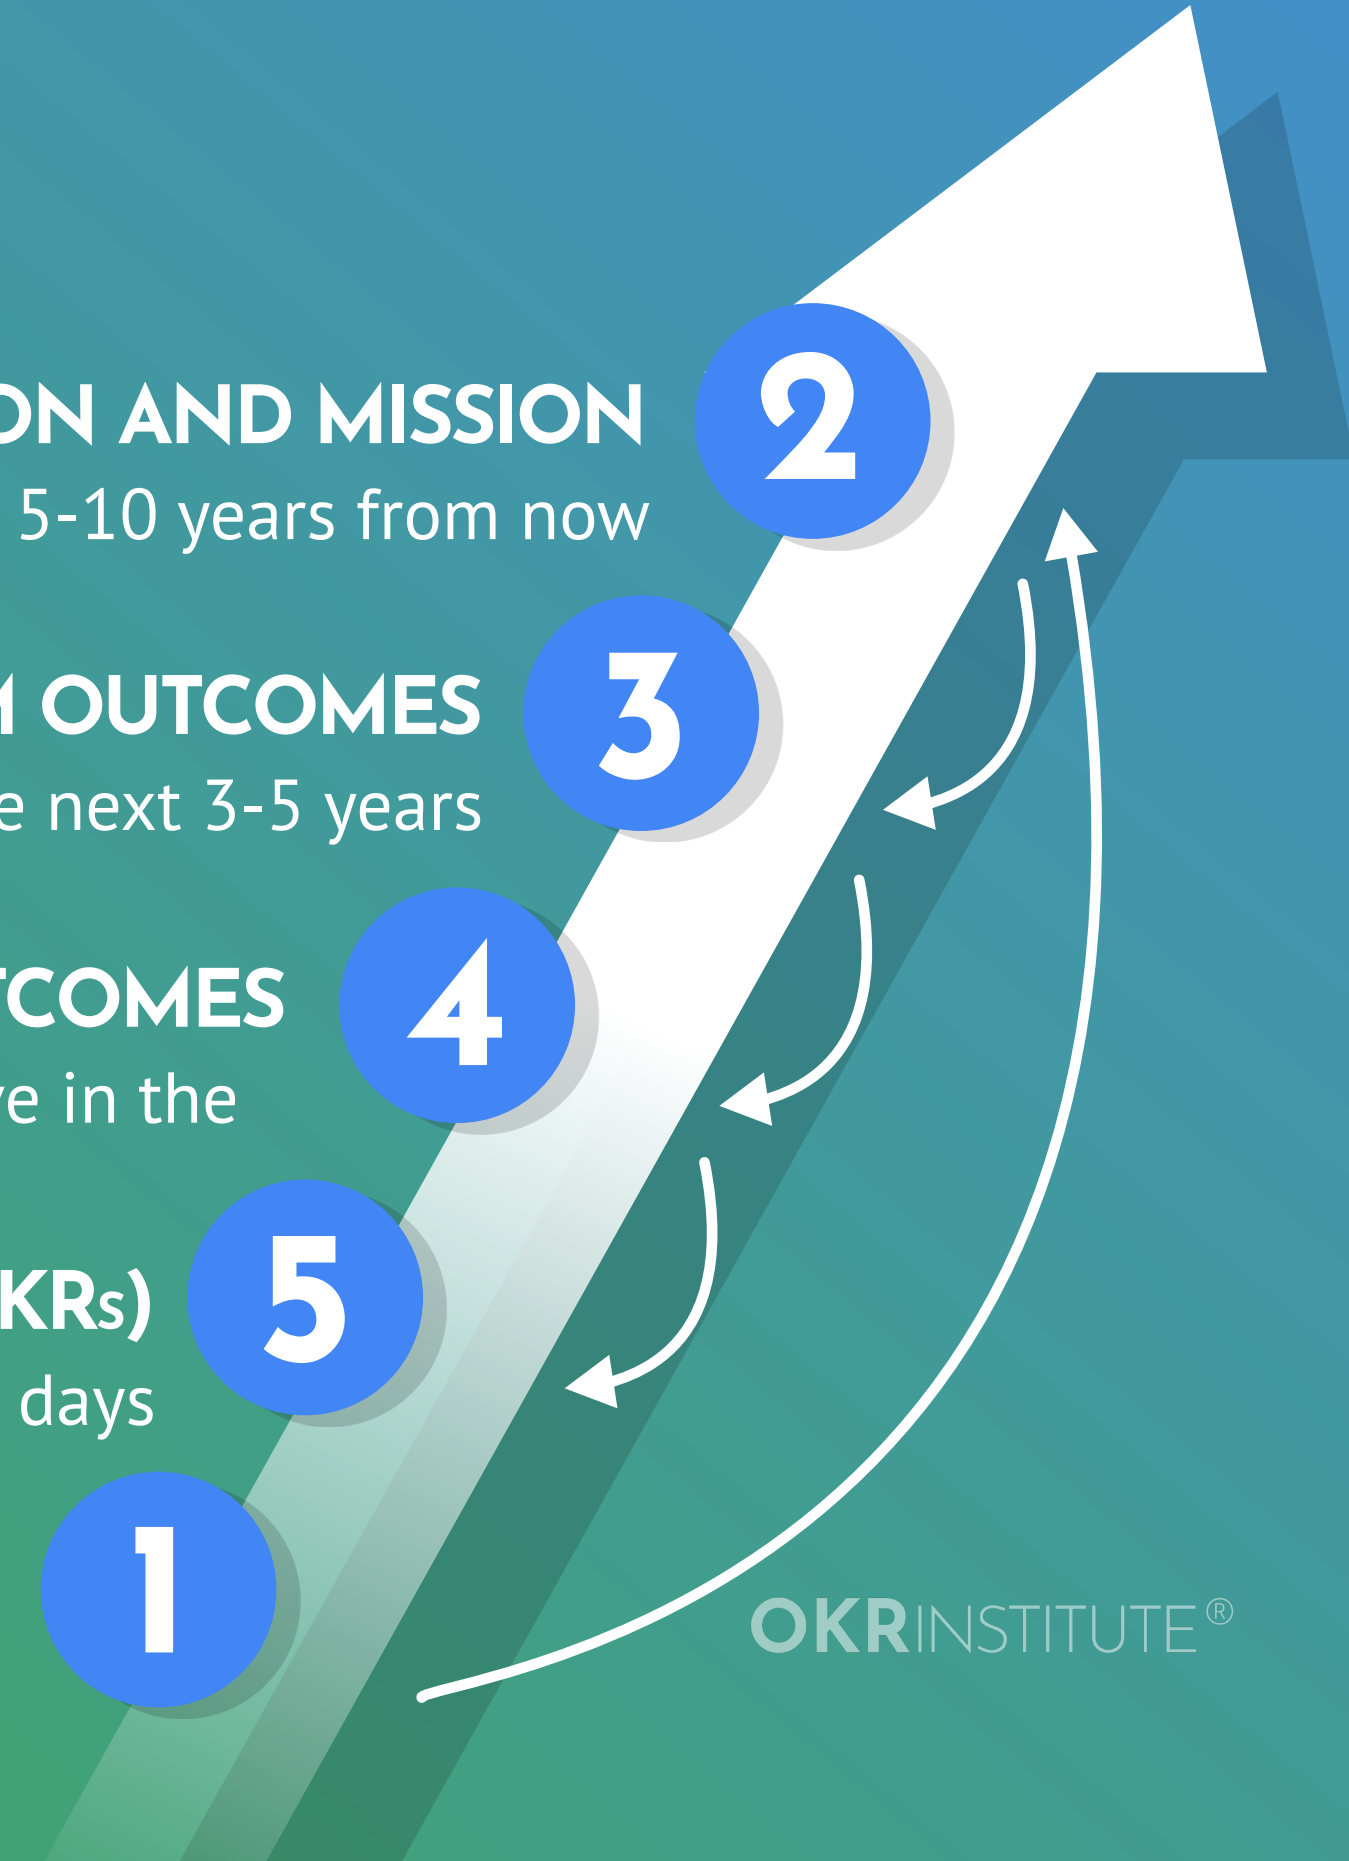 2
ON AND MISSION
5-10 years from now
3
OUTCOMES
next 3-5 years
4
TCOMES
in the
5
KRs)
days
1
OKRINSTITUTE®